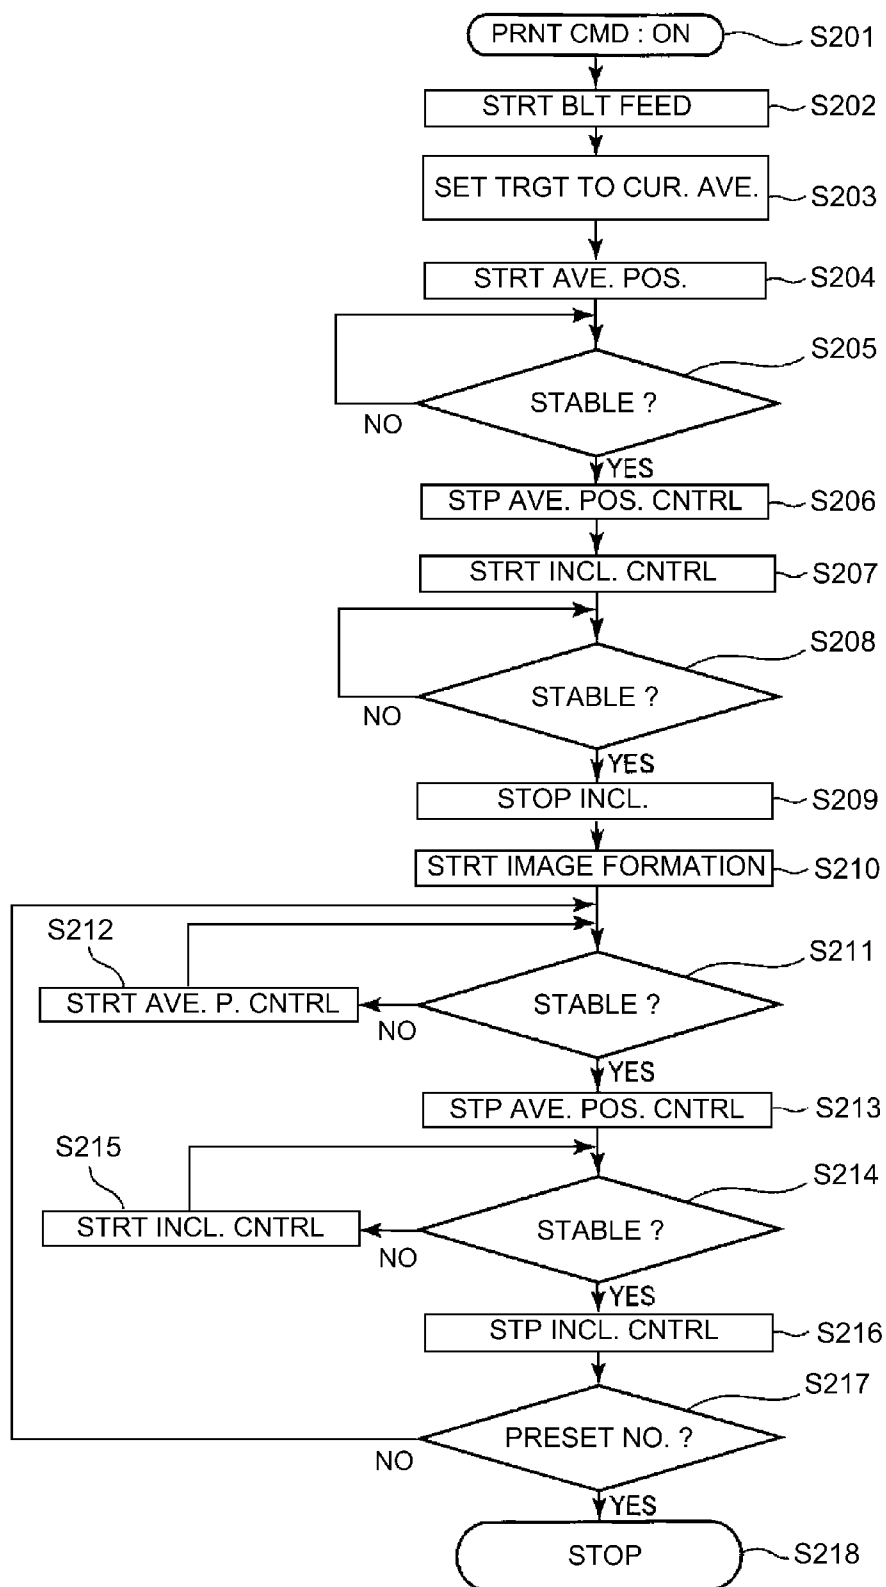 PRNT CMD : ON
S201
STRT BLT FEED
S202
SET TRGT TO CUR. AVE.
S203
STRT AVE. POS.
S204
S205
STABLE ?
NO
YES
STP AVE. POS. CNTRL
S206
STRT INCL. CNTRL
S207
S208
STABLE ?
NO
YES
STOP INCL.
S209
STRT IMAGE FORMATION
S210
S212
S211
STRT AVE. P. CNTRL
STABLE ?
NO
YES
STP AVE. POS. CNTRL
S213
S215
S214
STRT INCL. CNTRL
STABLE ?
NO
YES
STP INCL. CNTRL
S216
S217
PRESET NO. ?
NO
YES
STOP
S218